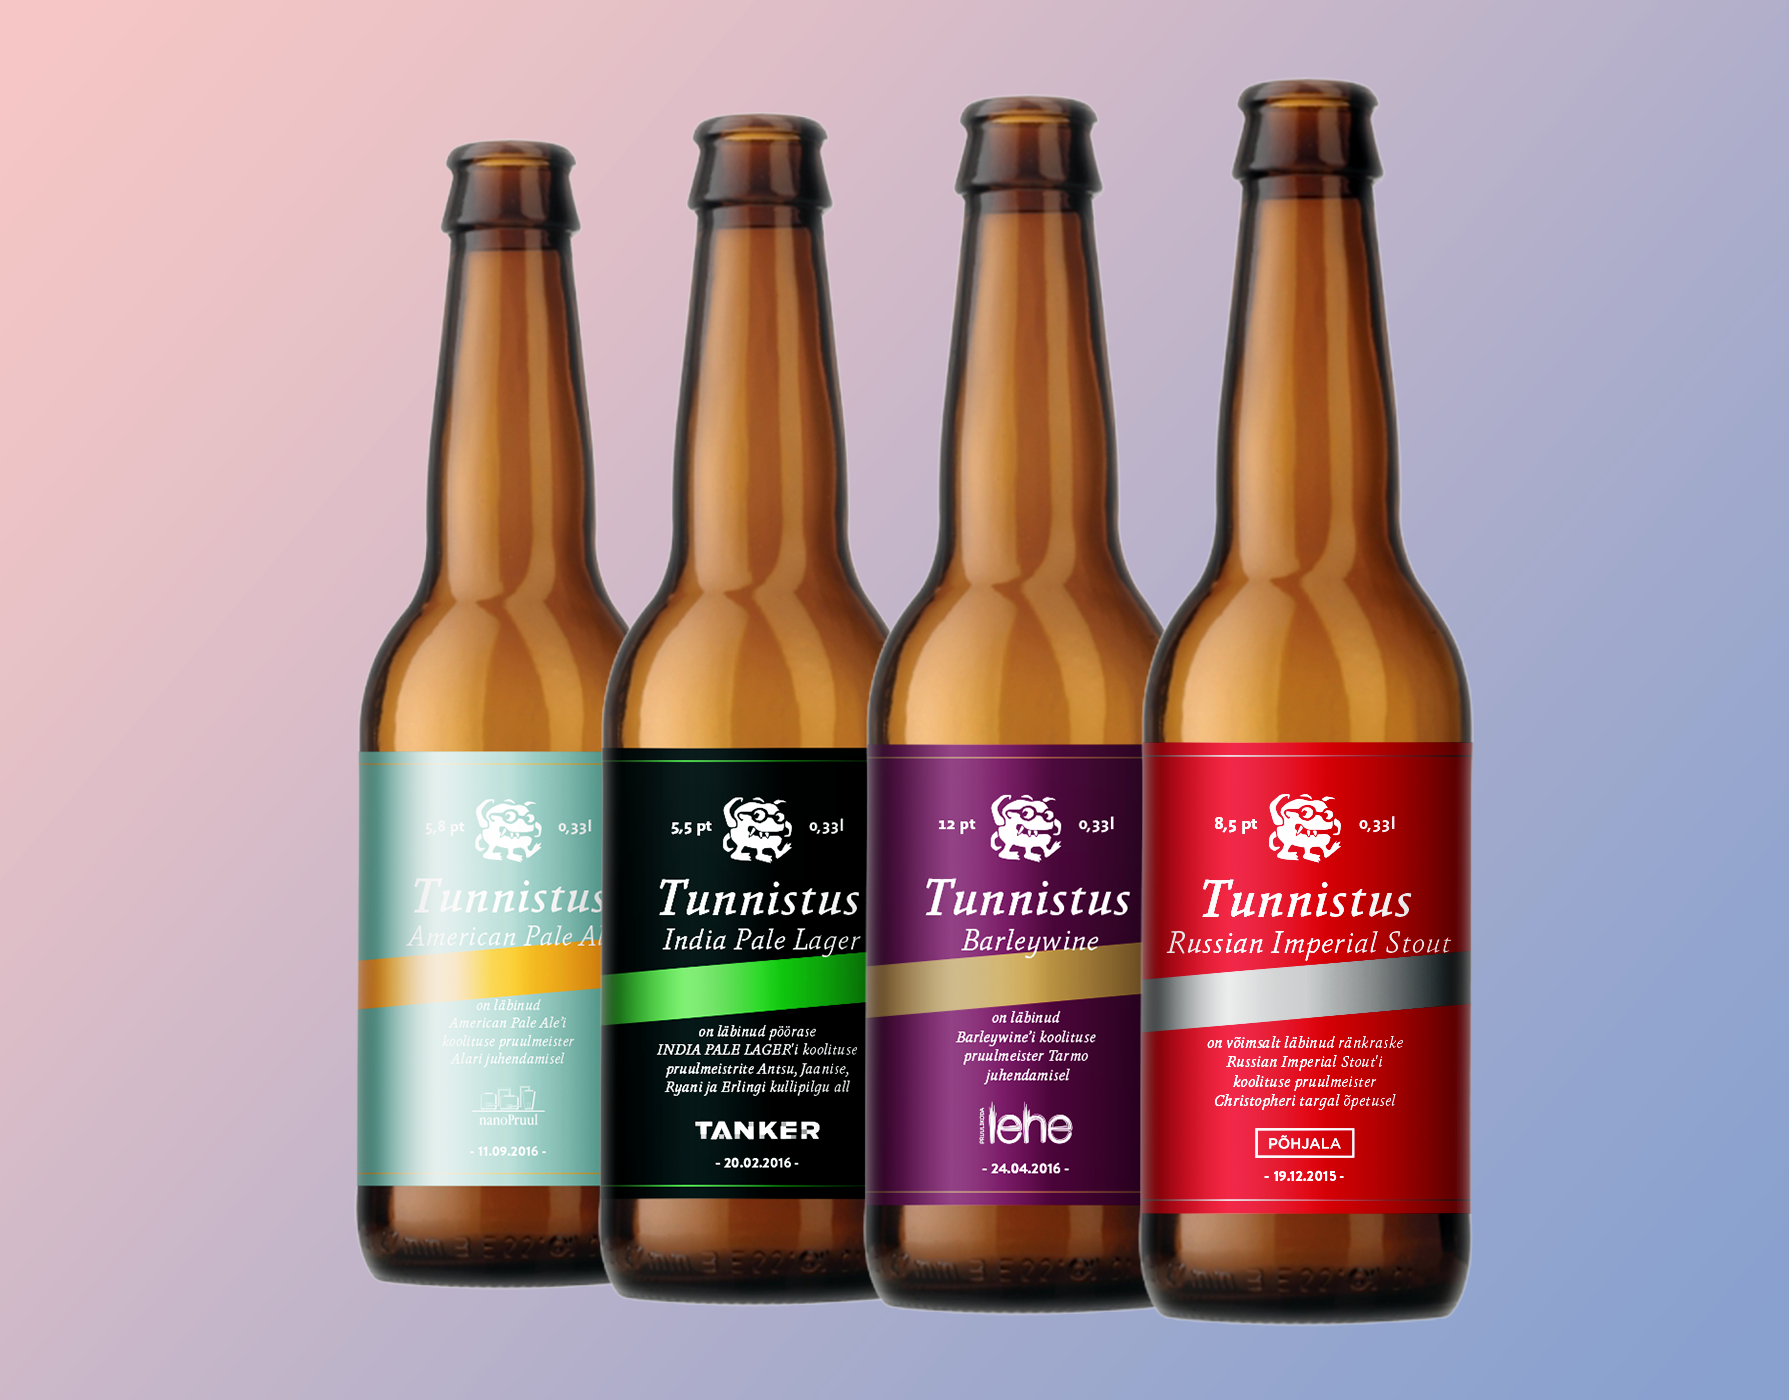 5,8 pt 0,33l
Tunnistus
American Pale Al
on läbinud
American Pale Ale'i
koolituse pruulmeister
Alari juhendamisel
nanoPruul
- 11.09.2016 -
5,5 pt 0,33l
Tunnistus
India Pale Lager
on läbinud pöörase
INDIA PALE LAGER'i koolituse
pruulmeistrite Antsu, Jaanise,
Ryani ja Erlingi kullipilgu all
TANKER
- 20.02.2016 -
12 pt 0,33l
Tunnistus
Barleywine
on läbinud
Barleywine'i koolituse
pruulmeister Tarmo
juhendamisel
PRUULIKODA
lehe
- 24.04.2016 -
8,5 pt 0,33l
Tunnistus
Russian Imperial Stout
on võimsalt läbinud ränkraske
Russian Imperial Stout'i
koolituse pruulmeister
Christopheri targal õpetusel
PÕHJALA
- 19.12.2015 -